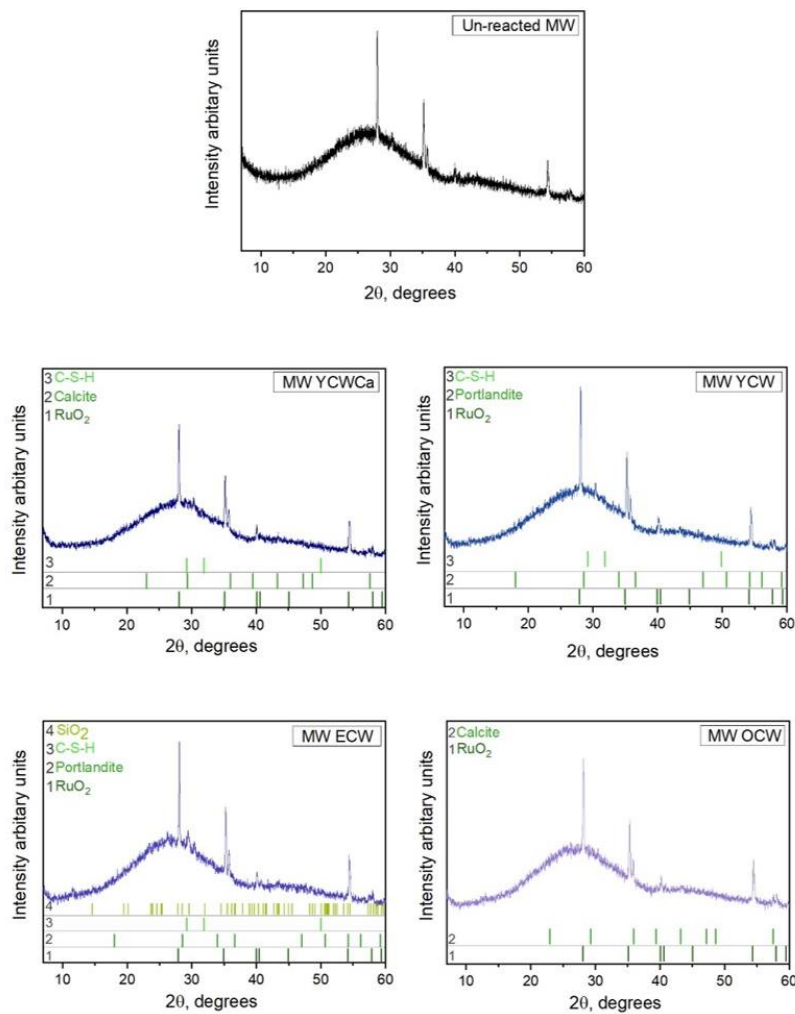 Un-reacted MW
Intensity arbitary units
10 20 30 40 50 60
2θ, degrees
3 C-S-H
2 Calcite
1 RuO₂
MW YCWCa
Intensity arbitary units
3
2
1
10 20 30 40 50 60
2θ, degrees
3 C-S-H
2 Portlandite
1 RuO₂
MW YCW
Intensity arbitary units
3
2
1
10 20 30 40 50 60
2θ, degrees
4 SiO₂
3 C-S-H
2 Portlandite
1 RuO₂
MW ECW
Intensity arbitary units
4
3
2
1
10 20 30 40 50 60
2θ, degrees
2 Calcite
1 RuO₂
MW OCW
Intensity arbitary units
2
1
10 20 30 40 50 60
2θ, degrees